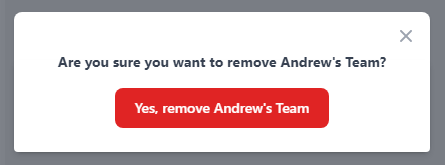 Are you sure you want to remove Andrew's Team?
Yes, remove Andrew's Team